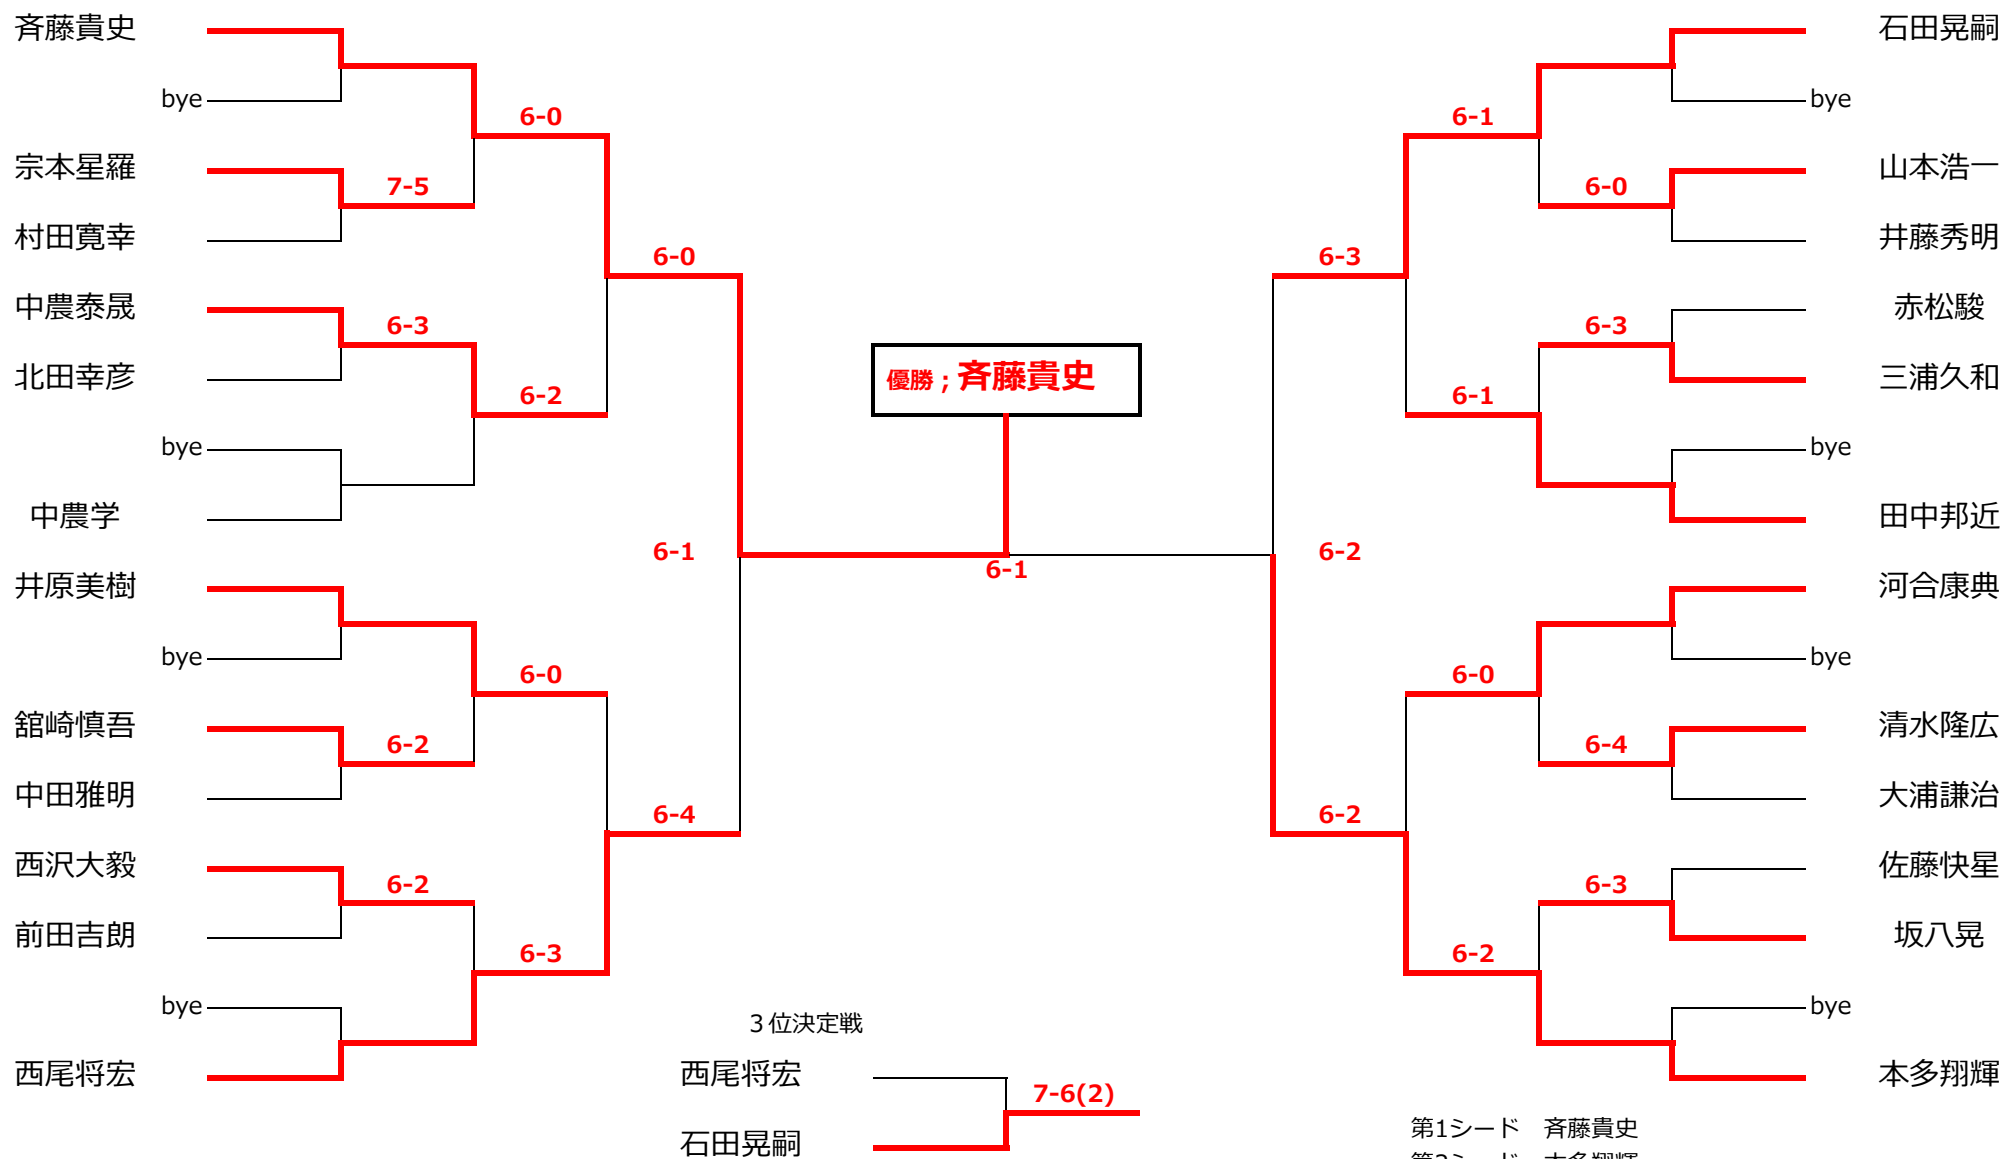 斉藤貴史
bye
6-0
宗本星羅
7-5
村田寛幸
6-0
中農泰晟
6-3
北田幸彦
6-2
bye
中農学
6-1
井原美樹
bye
6-0
舘崎慎吾
6-2
中田雅明
6-4
西沢大毅
6-2
前田吉朗
6-3
bye
西尾将宏
優勝；斉藤貴史
6-1
石田晃嗣
bye
6-1
山本浩一
6-0
井藤秀明
6-3
赤松駿
6-3
三浦久和
6-1
bye
田中邦近
6-2
河合康典
bye
6-0
清水隆広
6-4
大浦謙治
6-2
佐藤快星
6-3
坂八晃
6-2
bye
本多翔輝
３位決定戦
西尾将宏
7-6(2)
石田晃嗣
第1シード　斉藤貴史
第2シード　本多翔輝